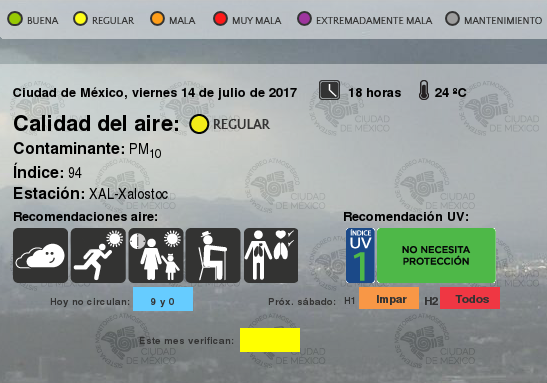 BUENA REGULAR MALA MUY MALA EXTREMADAMENTE MALA MANTENIMIENTO
Ciudad de México, viernes 14 de julio de 2017 18 horas 24 ºC
Calidad del aire: REGULAR
Contaminante: PM10
Índice: 94
Estación: XAL-Xalostoc
Recomendaciones aire: Recomendación UV:
ÍNDICE UV 1
NO NECESITA
PROTECCIÓN
Hoy no circulan: 9 y 0 Próx. sábado: H1 Impar H2 Todos
Este mes verifican:
CIUDAD DE MÉXICO